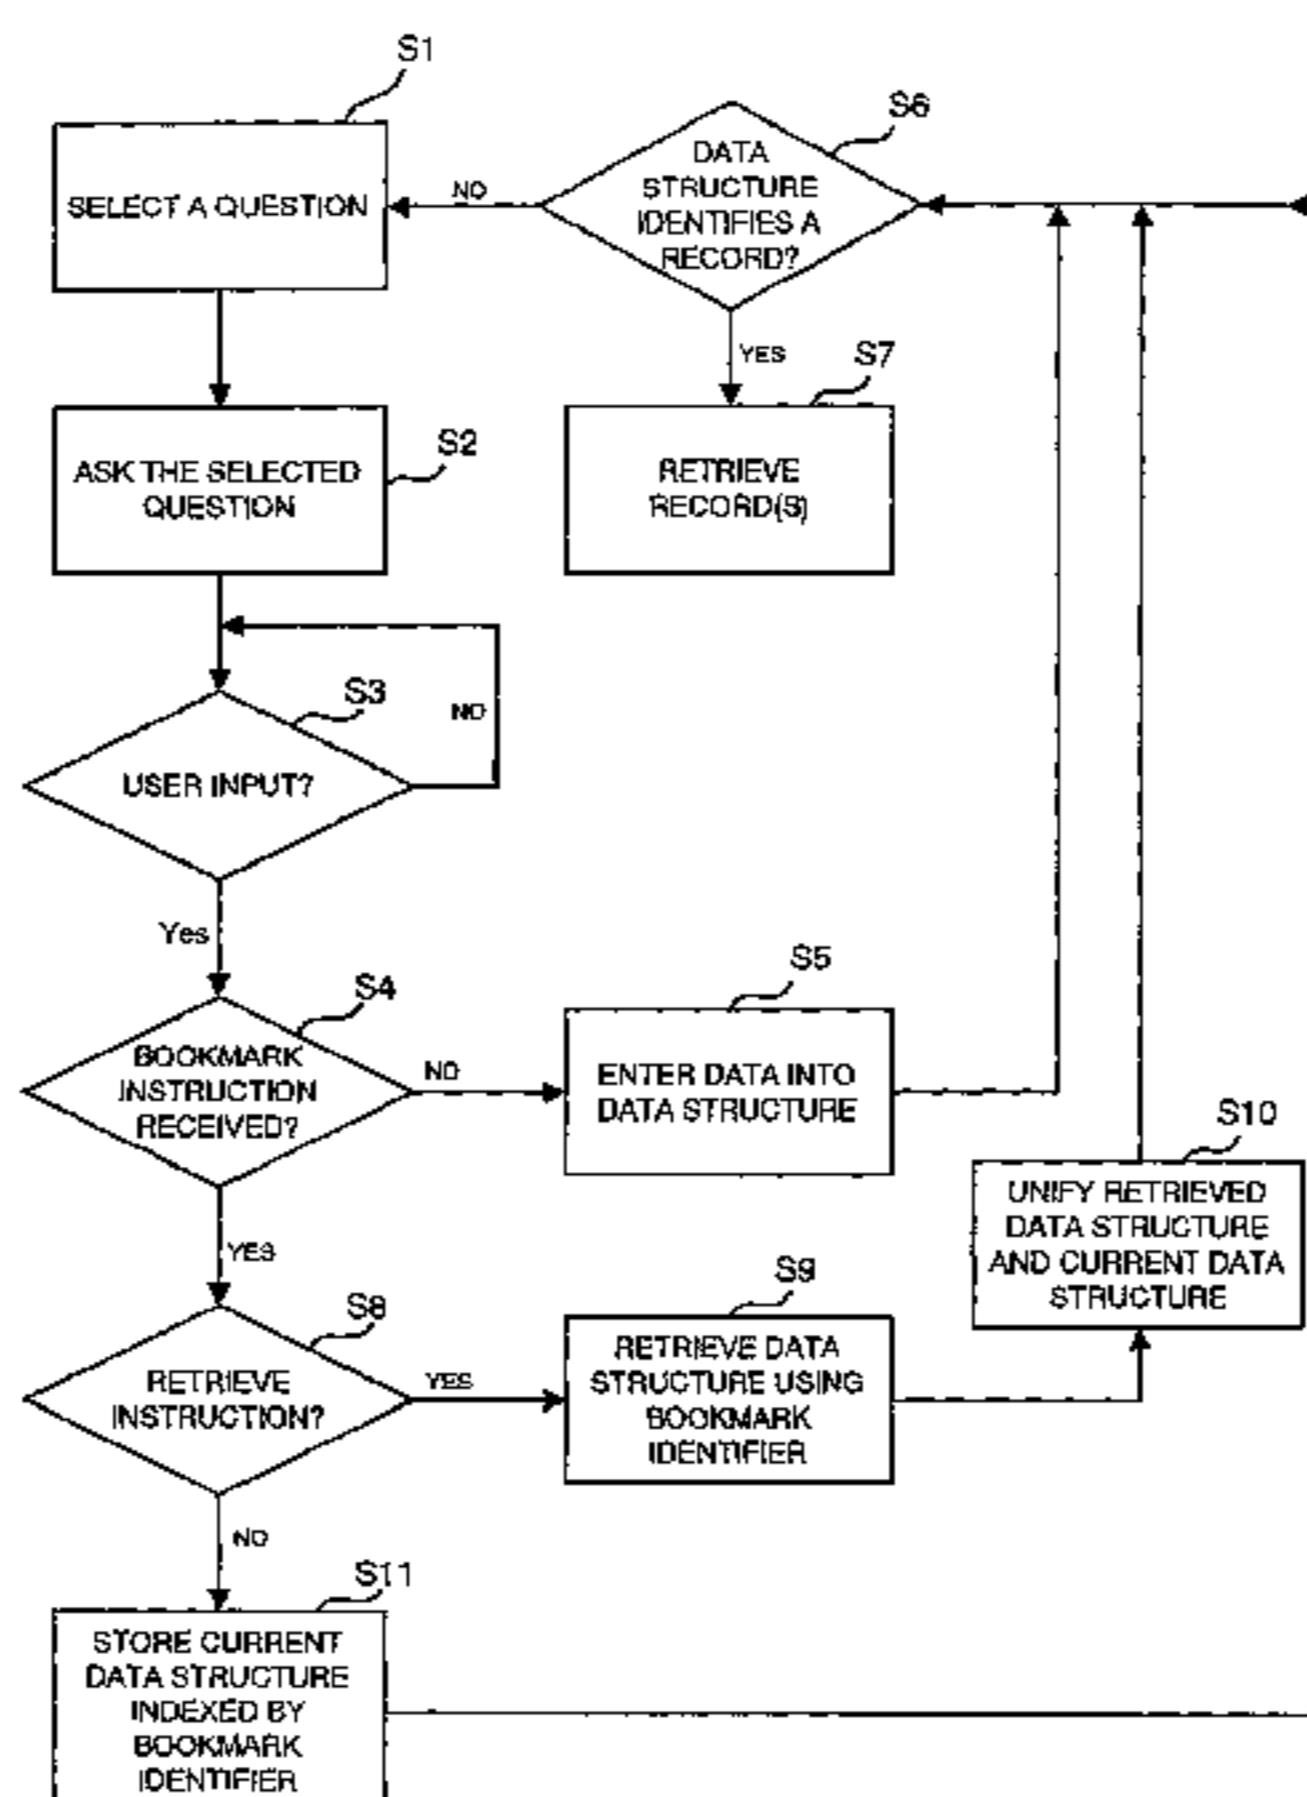 S1
SELECT A QUESTION
NO
S6
DATA
STRUCTURE
IDENTIFIES A
RECORD?
YES
S7
RETRIEVE
RECORD(S)
S2
ASK THE SELECTED
QUESTION
S3
USER INPUT?
NO
Yes
S4
BOOKMARK
INSTRUCTION
RECEIVED?
NO
S5
ENTER DATA INTO
DATA STRUCTURE
YES
S8
RETRIEVE
INSTRUCTION?
YES
S9
RETRIEVE DATA
STRUCTURE USING
BOOKMARK
IDENTIFIER
S10
UNIFY RETRIEVED
DATA STRUCTURE
AND CURRENT DATA
STRUCTURE
NO
S11
STORE CURRENT
DATA STRUCTURE
INDEXED BY
BOOKMARK
IDENTIFIER